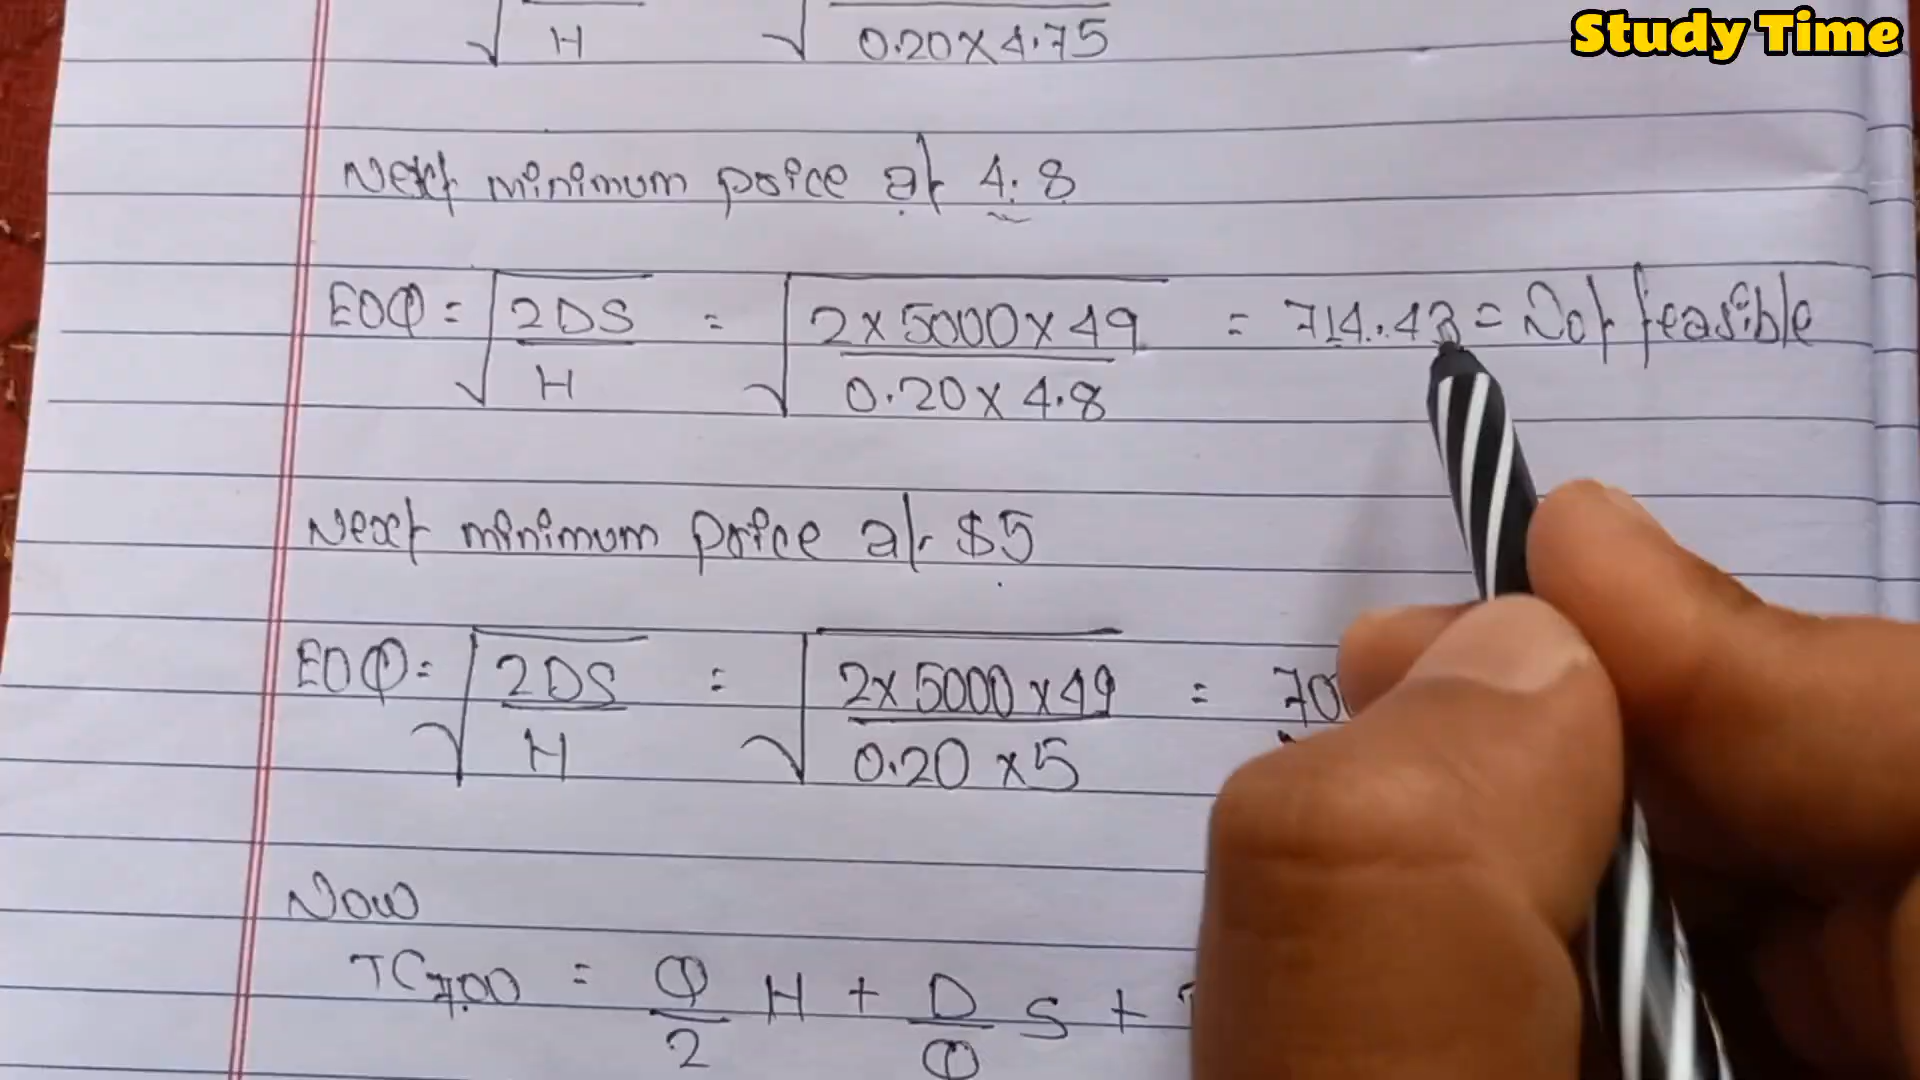 Study Time
√ H √ 0.20 x 4.75
Next minimum price at 4.8
EOQ = √ 2DS / H = √ 2 x 5000 x 49 / 0.20 x 4.8 = 714.43 = Not feasible
Next minimum price at $5
EOQ = √ 2DS / H = √ 2 x 5000 x 49 / 0.20 x 5 = 70
Now
TC700 = Q / 2 H + D / Q S +